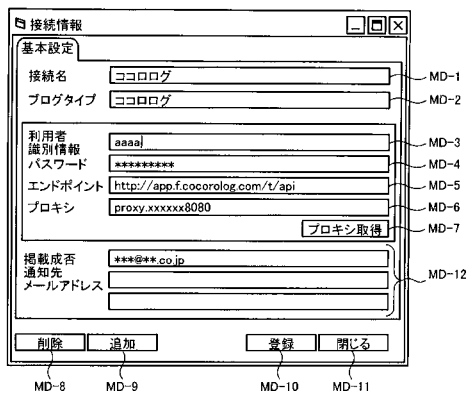 接続情報
基本設定
接続名 ココログ MD-1
ブログタイプ ココログ MD-2
利用者
識別情報 aaaa MD-3
パスワード ********* MD-4
エンドポイント http://app.f.cocorolog.com/t/api MD-5
プロキシ proxy.xxxxxx8080 MD-6
プロキシ取得 MD-7
掲載成否 ***@**.co.jp
通知先 MD-12
メールアドレス
削除 追加 登録 閉じる
MD-8 MD-9 MD-10 MD-11